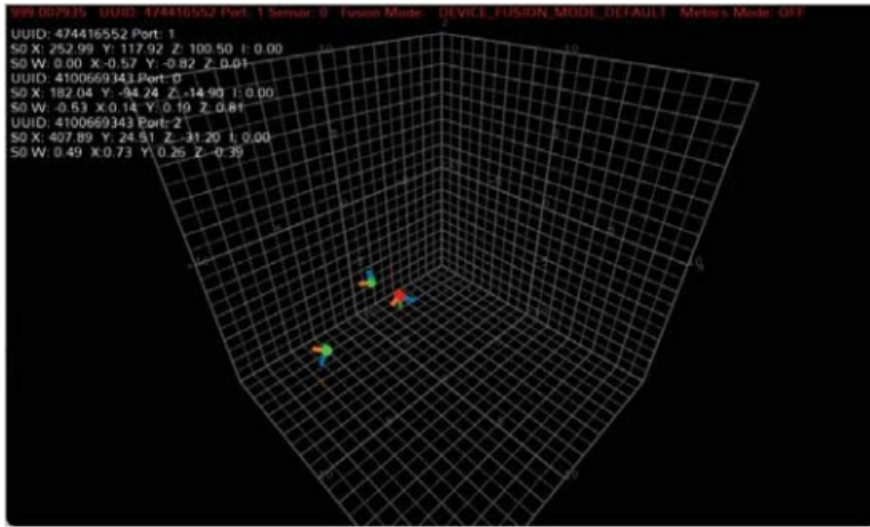 999.007935 UUID: 474416552 Port: 1 Sensor: 0 Fusion Mode: DEVICE_FUSION_MODE_DEFAULT Meters Mode: OFF
UUID: 474416552 Port: 1
S0 X: 252.99 Y: 117.92 Z: 100.50 I: 0.00
S0 W: 0.00 X:-0.57 Y: -0.82 Z: 0.01
UUID: 4100669343 Port: 0
S0 X: 182.04 Y: -94.24 Z: -14.90 I: 0.00
S0 W: -0.53 X:0.14 Y: 0.19 Z: 0.81
UUID: 4100669343 Port: 2
S0 X: 407.89 Y: 24.51 Z: -31.20 I: 0.00
S0 W: 0.49 X:0.73 Y: 0.26 Z: -0.39